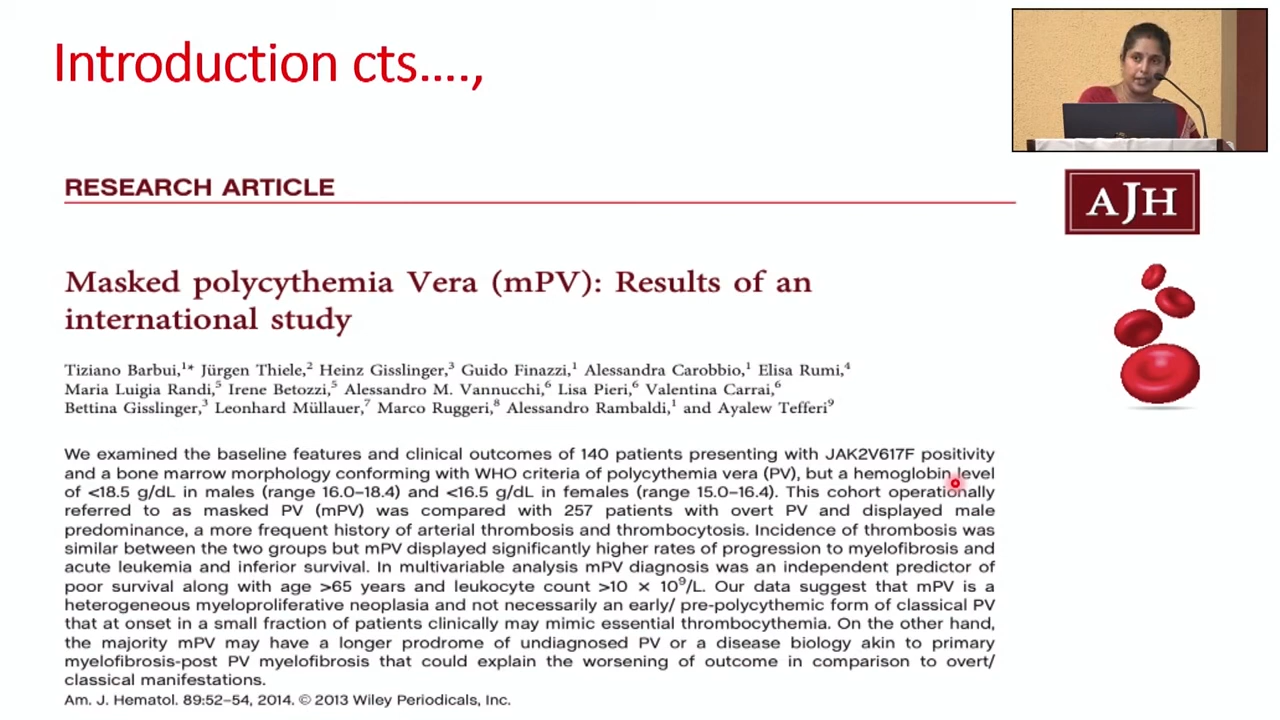 Introduction cts....,
RESEARCH ARTICLE
AJH
Masked polycythemia Vera (mPV): Results of an
international study
Tiziano Barbui,1* Jürgen Thiele,2 Heinz Gisslinger,3 Guido Finazzi,1 Alessandra Carobbio,1 Elisa Rumi,4
Maria Luigia Randi,5 Irene Betozzi,5 Alessandro M. Vannucchi,6 Lisa Pieri,6 Valentina Carrai,6
Bettina Gisslinger,3 Leonhard Müllauer,7 Marco Ruggeri,8 Alessandro Rambaldi,1 and Ayalew Tefferi9
We examined the baseline features and clinical outcomes of 140 patients presenting with JAK2V617F positivity
and a bone marrow morphology conforming with WHO criteria of polycythemia vera (PV), but a hemoglobin level
of <18.5 g/dL in males (range 16.0–18.4) and <16.5 g/dL in females (range 15.0–16.4). This cohort operationally
referred to as masked PV (mPV) was compared with 257 patients with overt PV and displayed male
predominance, a more frequent history of arterial thrombosis and thrombocytosis. Incidence of thrombosis was
similar between the two groups but mPV displayed significantly higher rates of progression to myelofibrosis and
acute leukemia and inferior survival. In multivariable analysis mPV diagnosis was an independent predictor of
poor survival along with age >65 years and leukocyte count >10 × 10⁹/L. Our data suggest that mPV is a
heterogeneous myeloproliferative neoplasia and not necessarily an early/ pre-polycythemic form of classical PV
that at onset in a small fraction of patients clinically may mimic essential thrombocythemia. On the other hand,
the majority mPV may have a longer prodrome of undiagnosed PV or a disease biology akin to primary
myelofibrosis-post PV myelofibrosis that could explain the worsening of outcome in comparison to overt/
classical manifestations.
Am. J. Hematol. 89:52–54, 2014. © 2013 Wiley Periodicals, Inc.